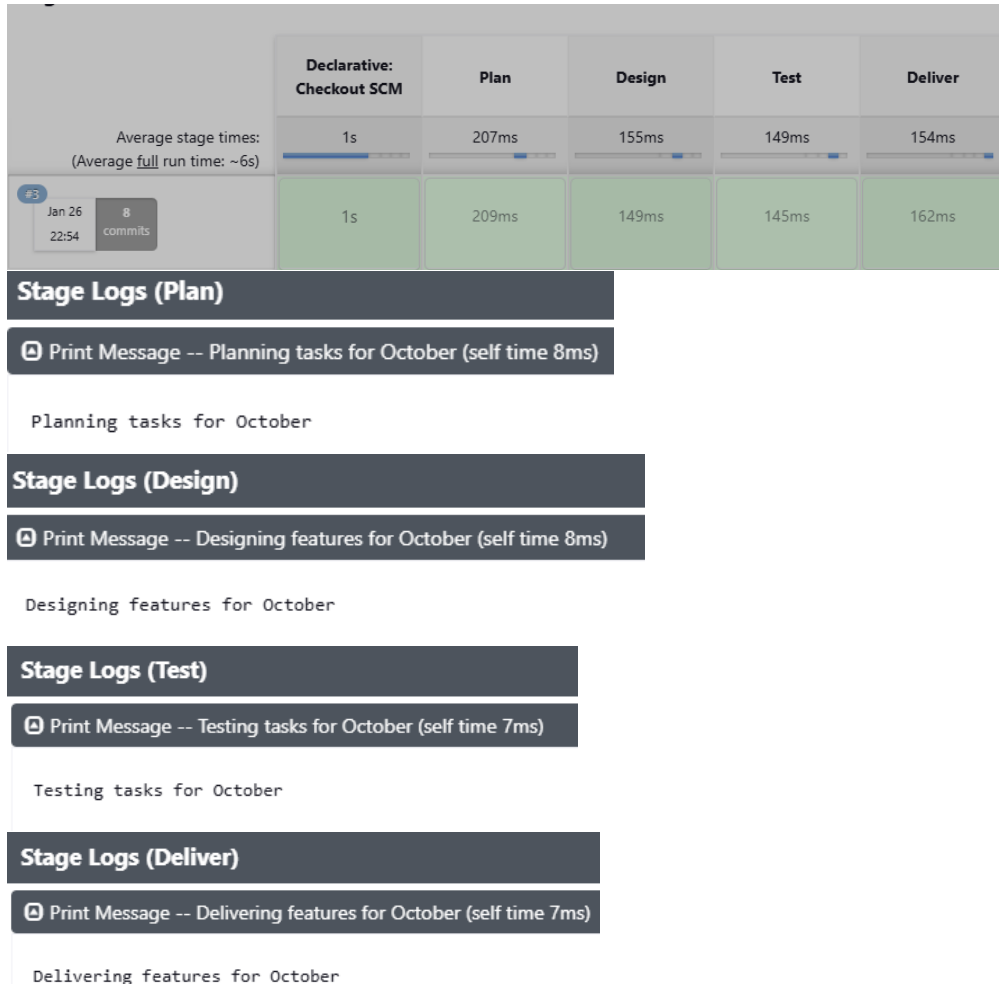 Declarative:
Checkout SCM
Plan
Design
Test
Deliver
Average stage times:
1s
207ms
155ms
149ms
154ms
(Average full run time: ~6s)
#3
Jan 26
22:54
8
commits
1s
209ms
149ms
145ms
162ms
Stage Logs (Plan)
Print Message -- Planning tasks for October (self time 8ms)
Planning tasks for October
Stage Logs (Design)
Print Message -- Designing features for October (self time 8ms)
Designing features for October
Stage Logs (Test)
Print Message -- Testing tasks for October (self time 7ms)
Testing tasks for October
Stage Logs (Deliver)
Print Message -- Delivering features for October (self time 7ms)
Delivering features for October